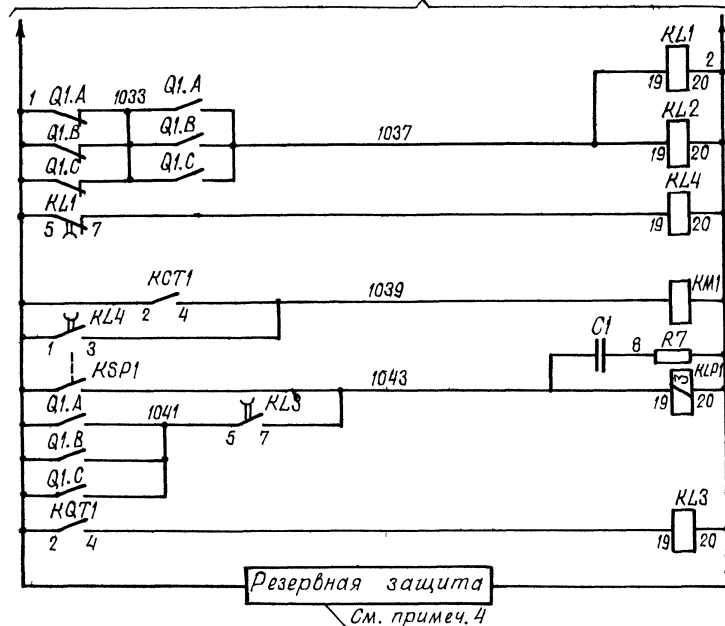 KL1
1 Q1.A 1033 Q1.A 19 20 2
Q1.B Q1.B 1037 KL2
Q1.C Q1.C 19 20
KL1 KL4
5 7 19 20
KCT1 1039 KM1
2 4
KL4 C1
1 3 8 R7
KSP1 1043 KLP1
3
Q1.A 1041 KL3 19 20
5 7
Q1.B
Q1.C
KQT1 KL3
2 4 19 20
Резервная защита
См. примеч. 4